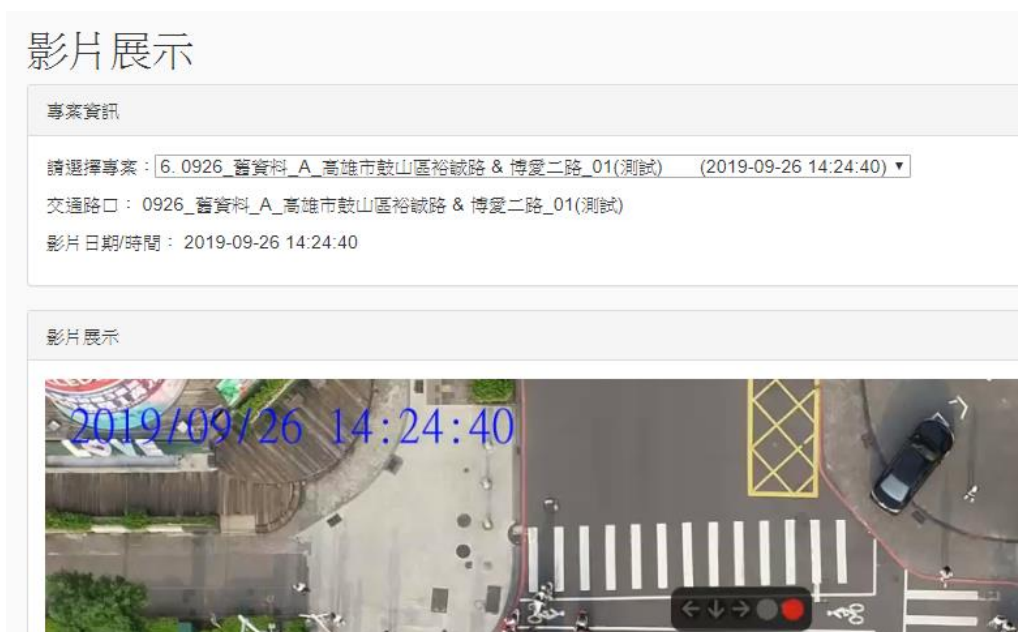 影片展示
專案資訊
請選擇專案：6. 0926_舊資料_A_高雄市鼓山區裕誠路 & 博愛二路_01(測試) (2019-09-26 14:24:40)
交通路口： 0926_舊資料_A_高雄市鼓山區裕誠路 & 博愛二路_01(測試)
影片日期/時間： 2019-09-26 14:24:40
影片展示
2019/09/26 14:24:40